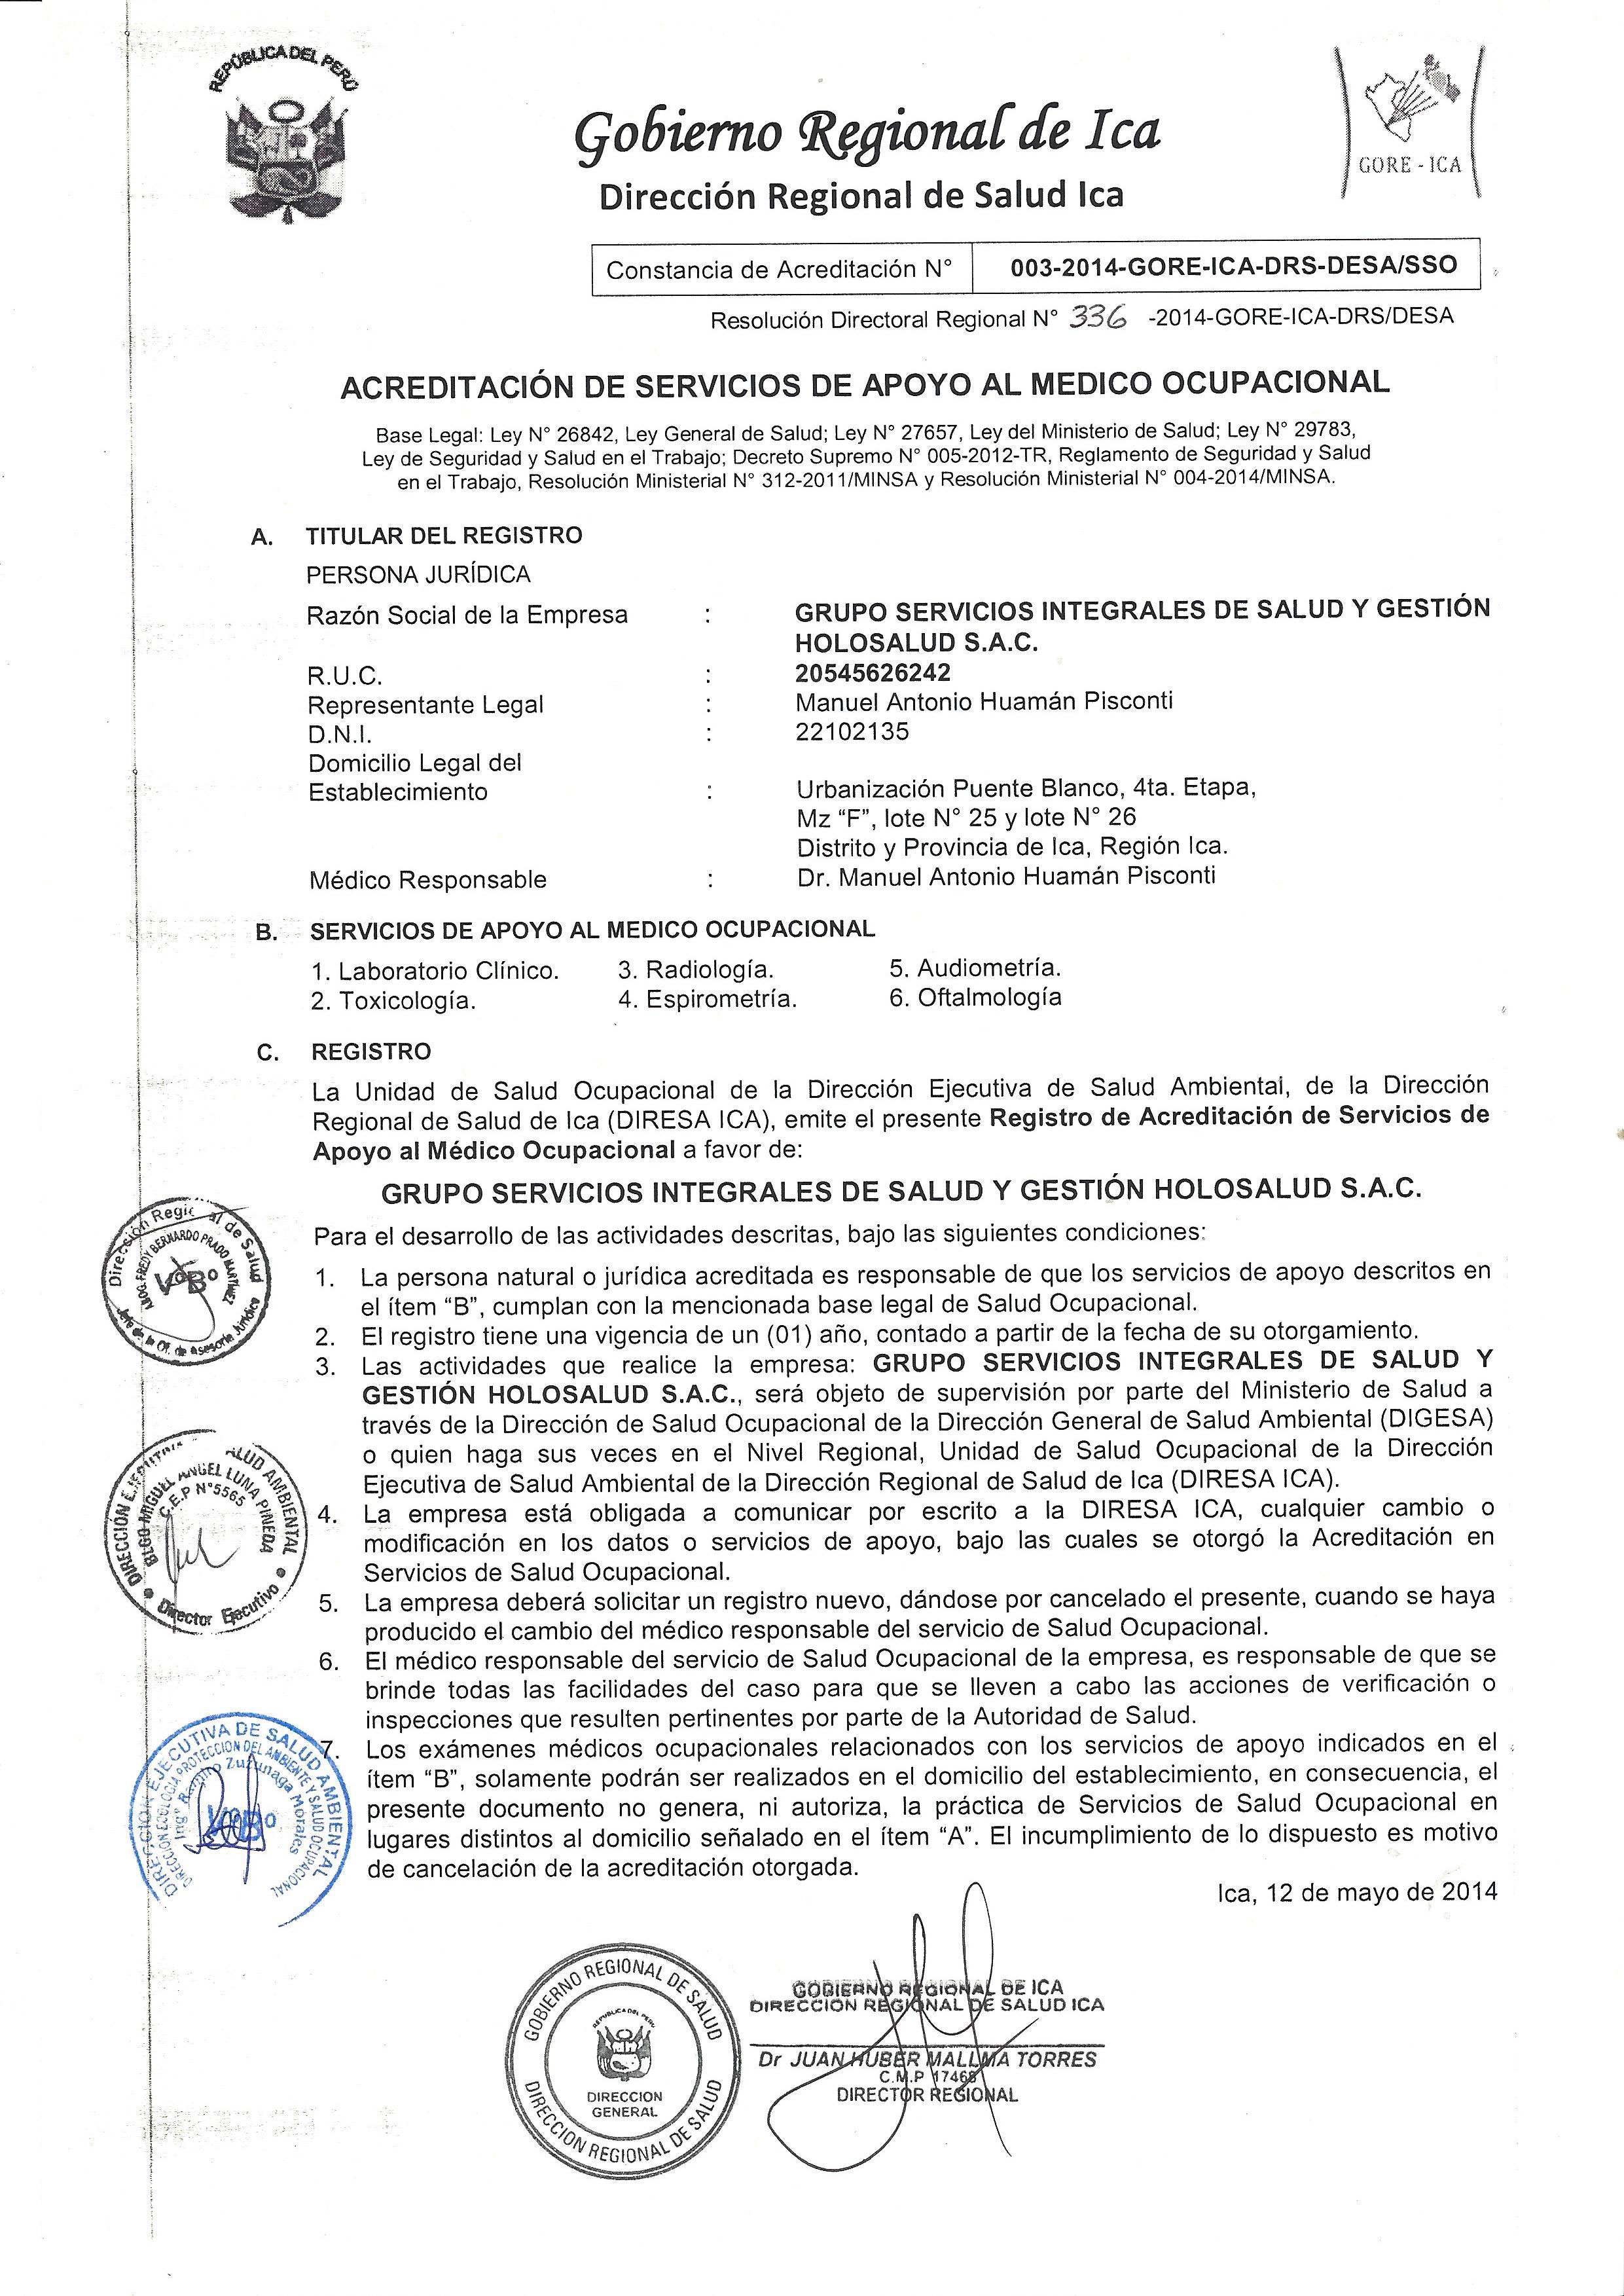 REPÚBLICA DEL PERÚ
Gobierno Regional de Ica
GORE - ICA
Dirección Regional de Salud Ica
Constancia de Acreditación N° 003-2014-GORE-ICA-DRS-DESA/SSO
Resolución Directoral Regional N° 336 -2014-GORE-ICA-DRS/DESA
ACREDITACIÓN DE SERVICIOS DE APOYO AL MEDICO OCUPACIONAL
Base Legal: Ley N° 26842, Ley General de Salud; Ley N° 27657, Ley del Ministerio de Salud; Ley N° 29783,
Ley de Seguridad y Salud en el Trabajo; Decreto Supremo N° 005-2012-TR, Reglamento de Seguridad y Salud
en el Trabajo, Resolución Ministerial N° 312-2011/MINSA y Resolución Ministerial N° 004-2014/MINSA.
A. TITULAR DEL REGISTRO
PERSONA JURÍDICA
Razón Social de la Empresa : GRUPO SERVICIOS INTEGRALES DE SALUD Y GESTIÓN
HOLOSALUD S.A.C.
R.U.C. : 20545626242
Representante Legal : Manuel Antonio Huamán Pisconti
D.N.I. : 22102135
Domicilio Legal del
Establecimiento : Urbanización Puente Blanco, 4ta. Etapa,
Mz “F”, lote N° 25 y lote N° 26
Distrito y Provincia de Ica, Región Ica.
Médico Responsable : Dr. Manuel Antonio Huamán Pisconti
B. SERVICIOS DE APOYO AL MEDICO OCUPACIONAL
1. Laboratorio Clínico. 3. Radiología. 5. Audiometría.
2. Toxicología. 4. Espirometría. 6. Oftalmología
C. REGISTRO
La Unidad de Salud Ocupacional de la Dirección Ejecutiva de Salud Ambiental, de la Dirección
Regional de Salud de Ica (DIRESA ICA), emite el presente Registro de Acreditación de Servicios de
Apoyo al Médico Ocupacional a favor de:
GRUPO SERVICIOS INTEGRALES DE SALUD Y GESTIÓN HOLOSALUD S.A.C.
Para el desarrollo de las actividades descritas, bajo las siguientes condiciones:
1. La persona natural o jurídica acreditada es responsable de que los servicios de apoyo descritos en
el ítem “B”, cumplan con la mencionada base legal de Salud Ocupacional.
2. El registro tiene una vigencia de un (01) año, contado a partir de la fecha de su otorgamiento.
3. Las actividades que realice la empresa: GRUPO SERVICIOS INTEGRALES DE SALUD Y
GESTIÓN HOLOSALUD S.A.C., será objeto de supervisión por parte del Ministerio de Salud a
través de la Dirección de Salud Ocupacional de la Dirección General de Salud Ambiental (DIGESA)
o quien haga sus veces en el Nivel Regional, Unidad de Salud Ocupacional de la Dirección
Ejecutiva de Salud Ambiental de la Dirección Regional de Salud de Ica (DIRESA ICA).
4. La empresa está obligada a comunicar por escrito a la DIRESA ICA, cualquier cambio o
modificación en los datos o servicios de apoyo, bajo las cuales se otorgó la Acreditación en
Servicios de Salud Ocupacional.
5. La empresa deberá solicitar un registro nuevo, dándose por cancelado el presente, cuando se haya
producido el cambio del médico responsable del servicio de Salud Ocupacional.
6. El médico responsable del servicio de Salud Ocupacional de la empresa, es responsable de que se
brinde todas las facilidades del caso para que se lleven a cabo las acciones de verificación o
inspecciones que resulten pertinentes por parte de la Autoridad de Salud.
7. Los exámenes médicos ocupacionales relacionados con los servicios de apoyo indicados en el
ítem “B”, solamente podrán ser realizados en el domicilio del establecimiento, en consecuencia, el
presente documento no genera, ni autoriza, la práctica de Servicios de Salud Ocupacional en
lugares distintos al domicilio señalado en el ítem “A”. El incumplimiento de lo dispuesto es motivo
de cancelación de la acreditación otorgada.
Ica, 12 de mayo de 2014
Dirección Regional de Salud
ABOG. FREDY BERNARDO PRADO MARTINEZ
VºBº
Jefe de la Of. de Asesoría Jurídica
DIRECCIÓN EJECUTIVA SALUD AMBIENTAL
BLGO MIGUEL ANGEL LUNA PINEDA
C.E.P N°5565
Director Ejecutivo
DIRECCION EJECUTIVA DE SALUD AMBIENTAL
DIRECCION ECOLOGIA PROTECCION DEL AMBIENTE Y SALUD OCUPACIONAL
Ingº Ramiro Zuzunaga Morales
VºBº
GOBIERNO REGIONAL DE SALUD
REPUBLICA DEL PERU
DIRECCION
GENERAL
DIRECCION REGIONAL DE SALUD
GOBIERNO REGIONAL DE ICA
DIRECCION REGIONAL DE SALUD ICA
Dr JUAN HUBER MALLMA TORRES
C.M.P 17468
DIRECTOR REGIONAL